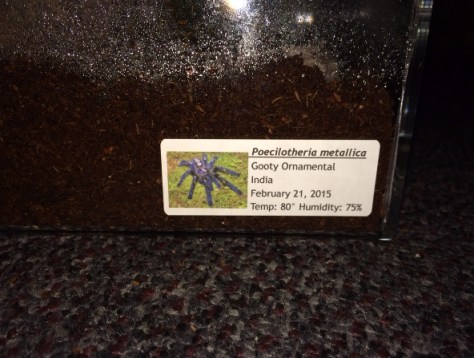 Poecilotheria metallica
Gooty Ornamental
India
February 21, 2015
Temp: 80° Humidity: 75%